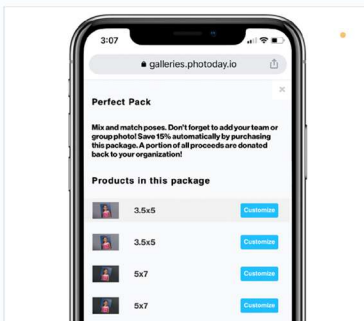 3:07
galleries.photoday.io
Perfect Pack
Mix and match poses. Don't forget to add your team or
group photo! Save 15% automatically by purchasing
this package. A portion of all proceeds are donated
back to your organization!
Products in this package
3.5x5 Customize
3.5x5 Customize
5x7 Customize
5x7 Customize